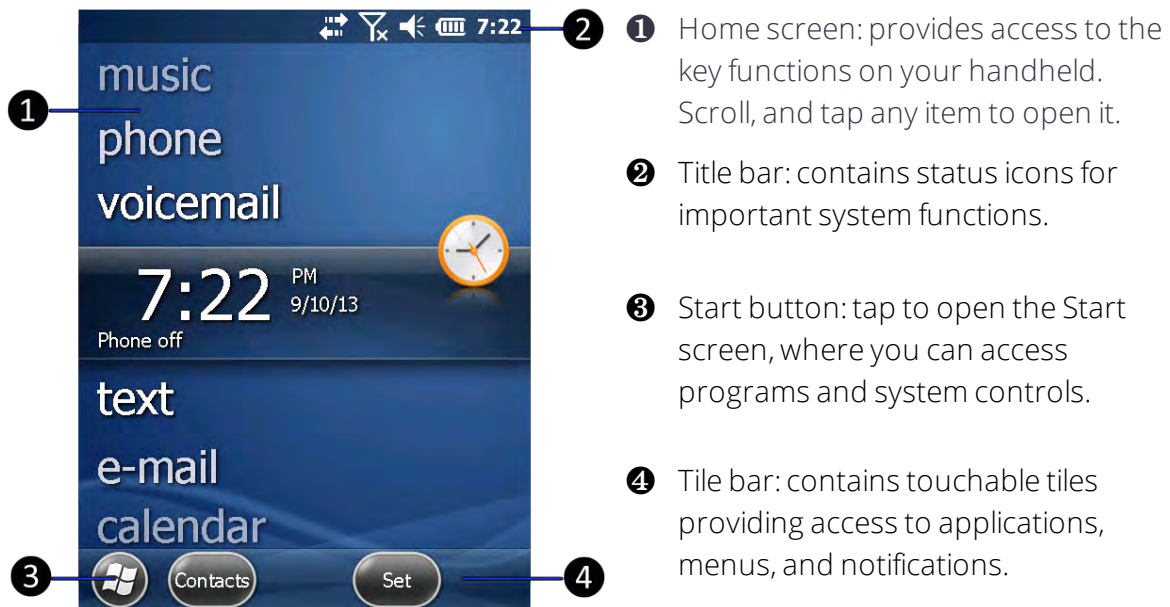 7:22
music
phone
voicemail
7:22 PM
9/10/13
Phone off
text
e-mail
calendar
Contacts Set
❶
❷
❸
❹
❶ Home screen: provides access to the
key functions on your handheld.
Scroll, and tap any item to open it.
❷ Title bar: contains status icons for
important system functions.
❸ Start button: tap to open the Start
screen, where you can access
programs and system controls.
❹ Tile bar: contains touchable tiles
providing access to applications,
menus, and notifications.